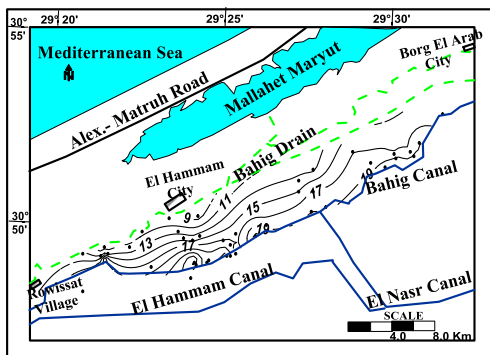 29°20
29°25
29°30
30°
55'
Mediterranean Sea
Borg El Arab
City
Alex.- Matruh Road
Mallahet Maryut
Bahig Drain
El Hammam
City
11
9
15
17
19
Bahig Canal
30°
50'
13
17
19
Rowissat
Village
El Hammam Canal
El Nasr Canal
SCALE
4.0
8.0 Km